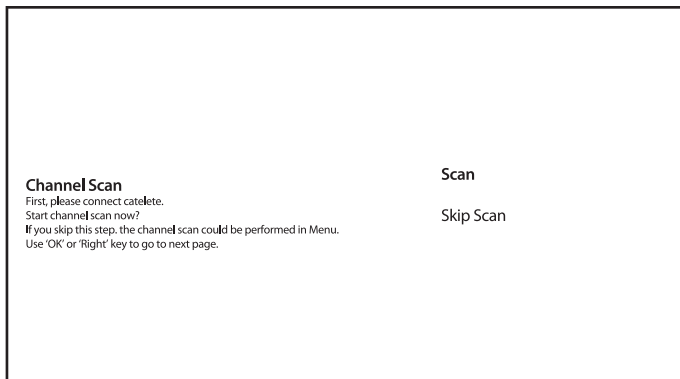 Channel Scan
First, please connect catelete.
Start channel scan now?
If you skip this step. the channel scan could be performed in Menu.
Use ‘OK’ or ‘Right’ key to go to next page.
Scan
Skip Scan